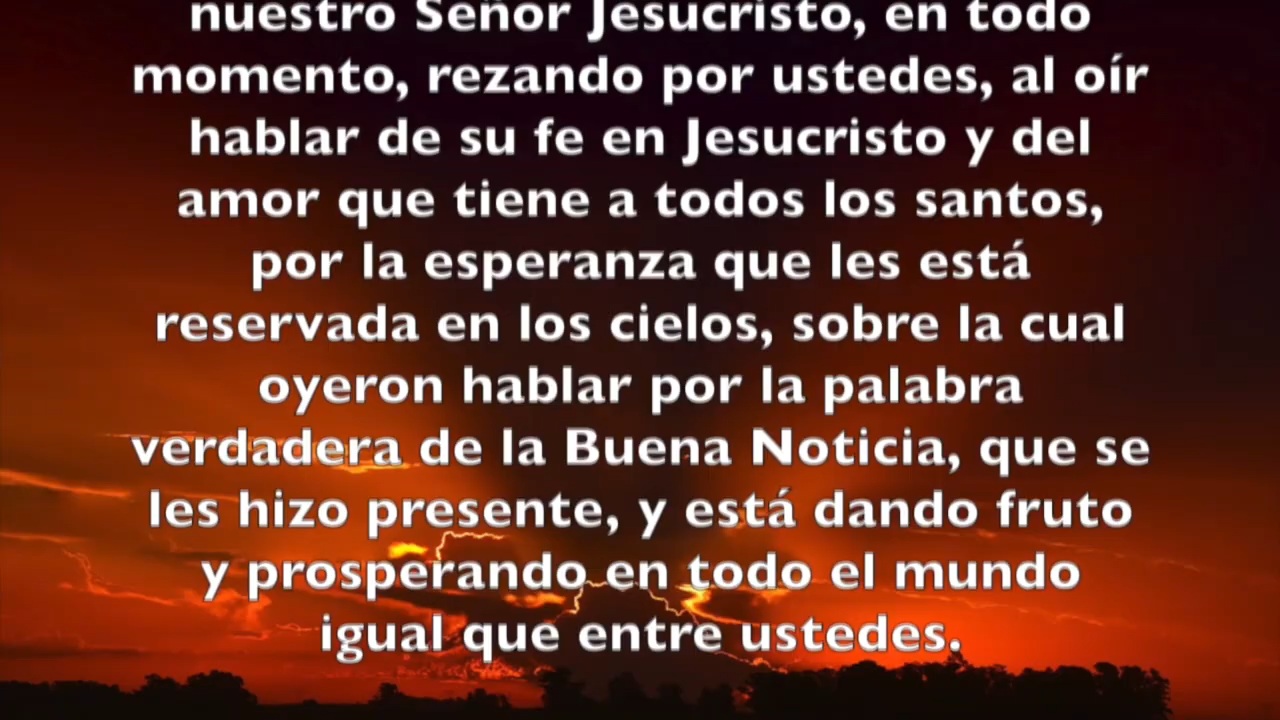 nuestro Señor Jesucristo, en todo
momento, rezando por ustedes, al oír
hablar de su fe en Jesucristo y del
amor que tiene a todos los santos,
por la esperanza que les está
reservada en los cielos, sobre la cual
oyeron hablar por la palabra
verdadera de la Buena Noticia, que se
les hizo presente, y está dando fruto
y prosperando en todo el mundo
igual que entre ustedes.